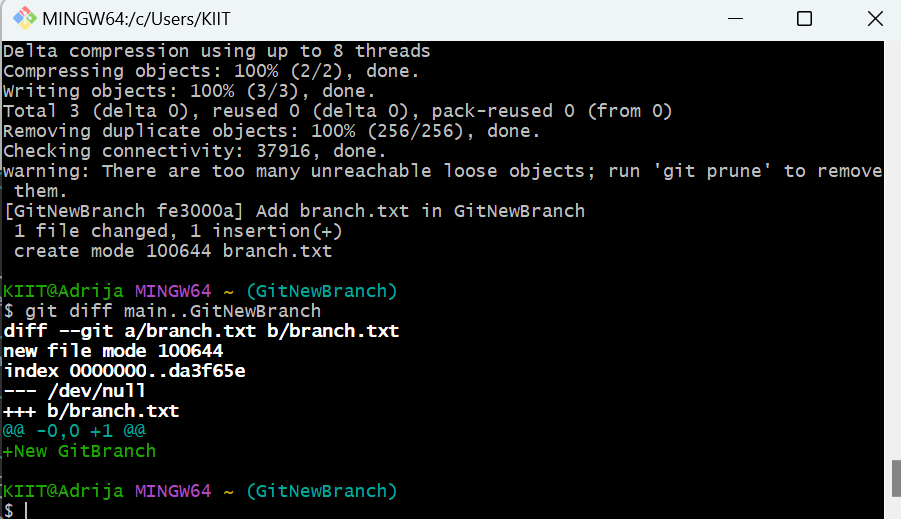 MINGW64:/c/Users/KIIT
Delta compression using up to 8 threads
Compressing objects: 100% (2/2), done.
Writing objects: 100% (3/3), done.
Total 3 (delta 0), reused 0 (delta 0), pack-reused 0 (from 0)
Removing duplicate objects: 100% (256/256), done.
Checking connectivity: 37916, done.
warning: There are too many unreachable loose objects; run 'git prune' to remove
 them.
[GitNewBranch fe3000a] Add branch.txt in GitNewBranch
 1 file changed, 1 insertion(+)
 create mode 100644 branch.txt
KIIT@Adrija MINGW64 ~ (GitNewBranch)
$ git diff main..GitNewBranch
diff --git a/branch.txt b/branch.txt
new file mode 100644
index 0000000..da3f65e
--- /dev/null
+++ b/branch.txt
@@ -0,0 +1 @@
+New GitBranch
KIIT@Adrija MINGW64 ~ (GitNewBranch)
$